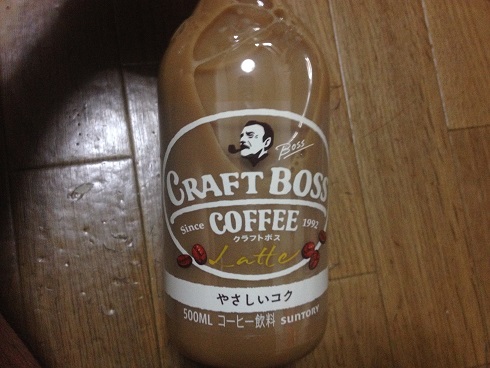 Boss
CRAFT BOSS
Since COFFEE 1992
クラフトボス
Latte
やさしいコク
500ML コーヒー飲料 SUNTORY